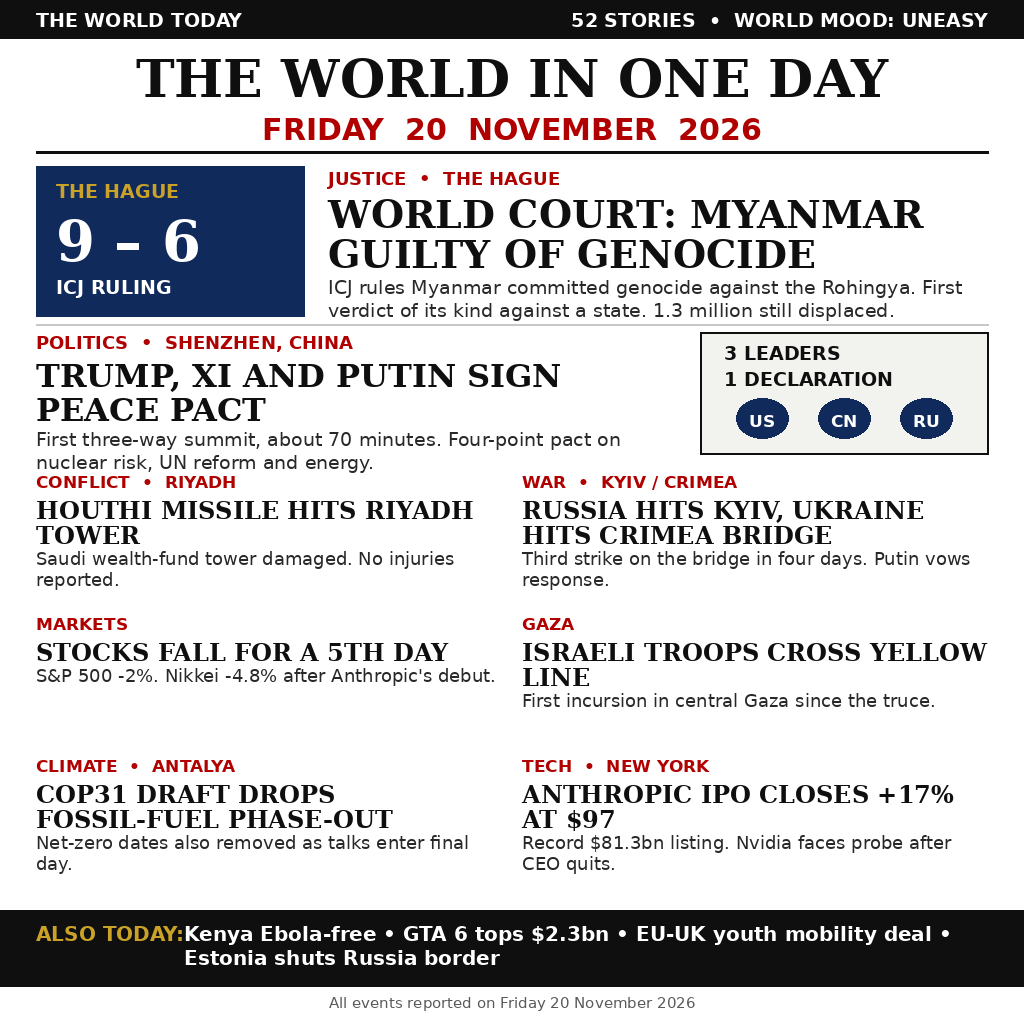 THE WORLD TODAY
52 STORIES • WORLD MOOD: UNEASY
THE WORLD IN ONE DAY
FRIDAY 20 NOVEMBER 2026
THE HAGUE
9 – 6
ICJ RULING
JUSTICE • THE HAGUE
WORLD COURT: MYANMAR
GUILTY OF GENOCIDE
ICJ rules Myanmar committed genocide against the Rohingya. First
verdict of its kind against a state. 1.3 million still displaced.
POLITICS • SHENZHEN, CHINA
TRUMP, XI AND PUTIN SIGN
PEACE PACT
First three-way summit, about 70 minutes. Four-point pact on
nuclear risk, UN reform and energy.
3 LEADERS
1 DECLARATION
US CN RU
CONFLICT • RIYADH
HOUTHI MISSILE HITS RIYADH
TOWER
Saudi wealth-fund tower damaged. No injuries
reported.
WAR • KYIV / CRIMEA
RUSSIA HITS KYIV, UKRAINE
HITS CRIMEA BRIDGE
Third strike on the bridge in four days. Putin vows
response.
MARKETS
STOCKS FALL FOR A 5TH DAY
S&P 500 -2%. Nikkei -4.8% after Anthropic's debut.
GAZA
ISRAELI TROOPS CROSS YELLOW
LINE
First incursion in central Gaza since the truce.
CLIMATE • ANTALYA
COP31 DRAFT DROPS
FOSSIL-FUEL PHASE-OUT
Net-zero dates also removed as talks enter final
day.
TECH • NEW YORK
ANTHROPIC IPO CLOSES +17%
AT $97
Record $81.3bn listing. Nvidia faces probe after
CEO quits.
ALSO TODAY: Kenya Ebola-free • GTA 6 tops $2.3bn • EU-UK youth mobility deal •
Estonia shuts Russia border
All events reported on Friday 20 November 2026